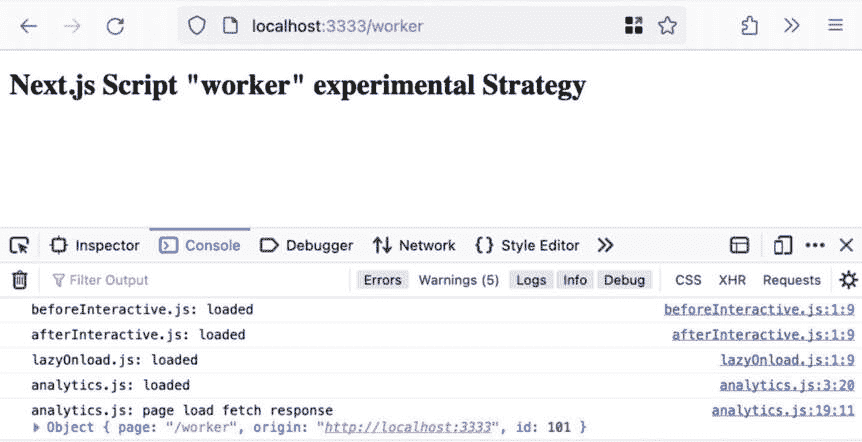 localhost:3333/worker
Next.js Script "worker" experimental Strategy
Inspector Console Debugger Network Style Editor
Filter Output Errors Warnings (5) Logs Info Debug CSS XHR Requests
beforeInteractive.js: loaded beforeInteractive.js:1:9
afterInteractive.js: loaded afterInteractive.js:1:9
lazyOnload.js: loaded lazyOnload.js:1:9
analytics.js: loaded analytics.js:3:20
analytics.js: page load fetch response analytics.js:19:11
Object { page: "/worker", origin: "http://localhost:3333", id: 101 }